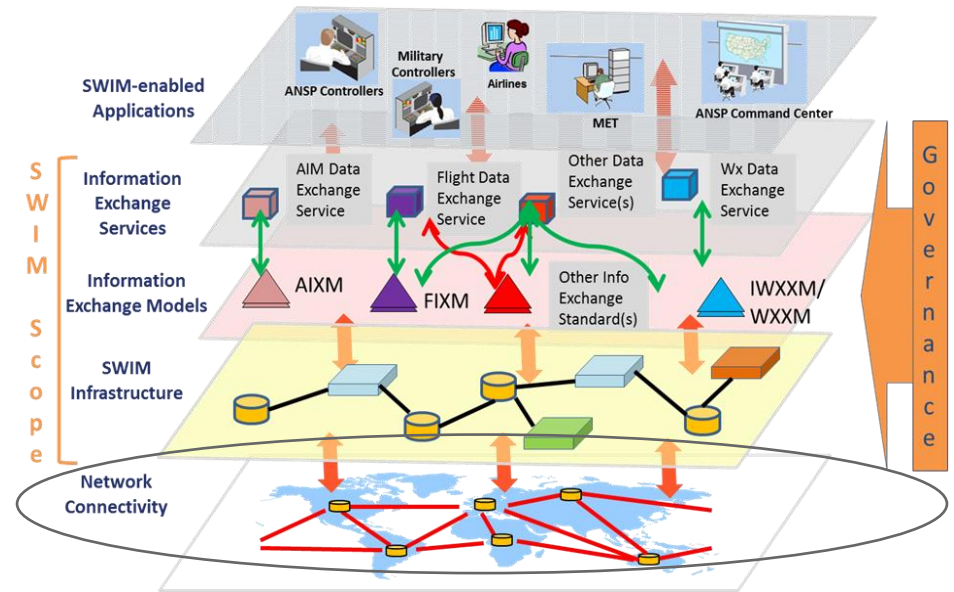 SWIM-enabled
Applications
ANSP Controllers
Military
Controllers
Airlines
MET
ANSP Command Center
SWIM Scope
Governance
Information
Exchange
Services
AIM Data
Exchange
Service
Flight Data
Exchange
Service
Other Data
Exchange
Service(s)
Wx Data
Exchange
Service
Information
Exchange Models
AIXM
FIXM
Other Info
Exchange
Standard(s)
IWXXM/
WXXM
SWIM
Infrastructure
Network
Connectivity